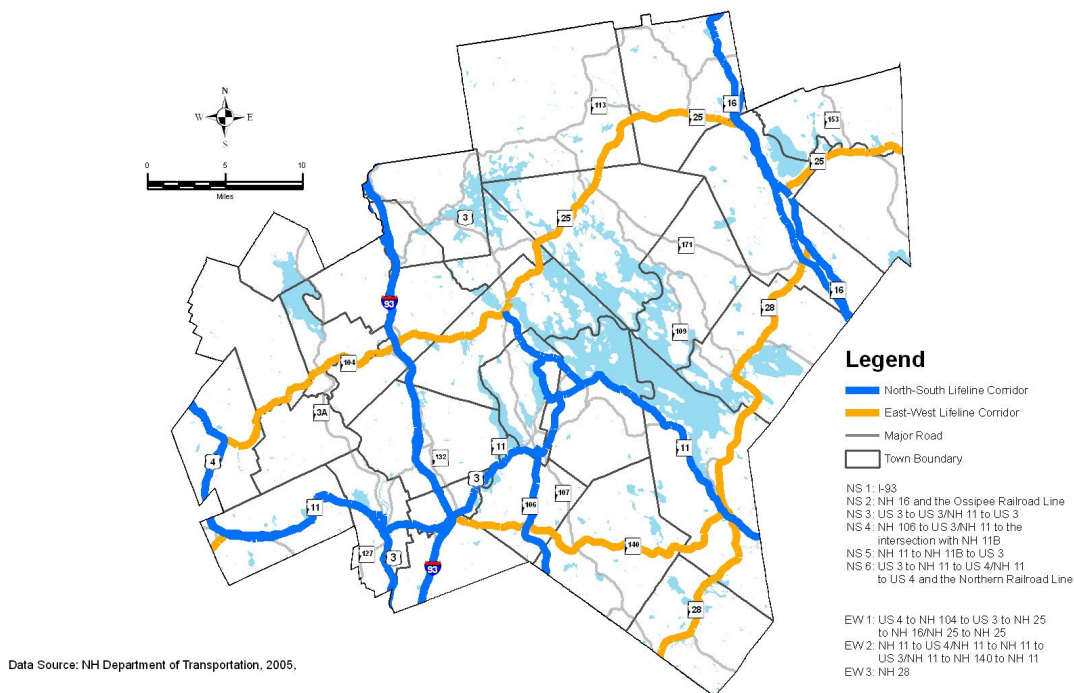 16
113
25
153
N
W E
S
25
0 5 10
Miles
3
25
171
16
93
28
109
104
Legend
North-South Lifeline Corridor
East-West Lifeline Corridor
Major Road
Town Boundary
3A
11
11
132
4
3
106
107
11
127
3
93
140
28
NS 1: I-93
NS 2: NH 16 and the Ossipee Railroad Line
NS 3: US 3 to US 3/NH 11 to US 3
NS 4: NH 106 to US 3/NH 11 to the
intersection with NH 11B
NS 5: NH 11 to NH 11B to US 3
NS 6: US 3 to NH 11 to US 4/NH 11
to US 4 and the Northern Railroad Line
EW 1: US 4 to NH 104 to US 3 to NH 25
to NH 16/NH 25 to NH 25
EW 2: NH 11 to US 4/NH 11 to NH 11 to
US 3/NH 11 to NH 140 to NH 11
EW 3: NH 28
Data Source: NH Department of Transportation, 2005,